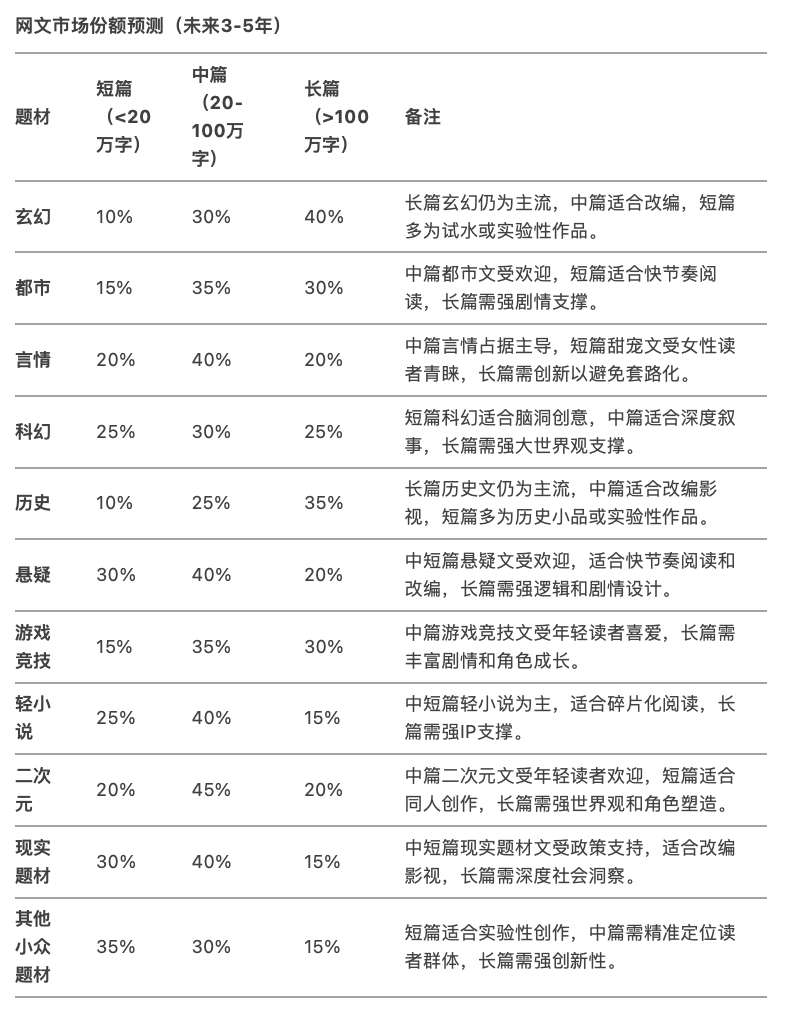 网文市场份额预测（未来3-5年）
题材
短篇
（<20
万字）
中篇
（20-
100万
字）
长篇
（>100
万字）
备注
玄幻
10%
30%
40%
长篇玄幻仍为主流，中篇适合改编，短篇
多为试水或实验性作品。
都市
15%
35%
30%
中篇都市文受欢迎，短篇适合快节奏阅
读，长篇需强剧情支撑。
言情
20%
40%
20%
中篇言情占据主导，短篇甜宠文受女性读
者青睐，长篇需创新以避免套路化。
科幻
25%
30%
25%
短篇科幻适合脑洞创意，中篇适合深度叙
事，长篇需强大世界观支撑。
历史
10%
25%
35%
长篇历史文仍为主流，中篇适合改编影
视，短篇多为历史小品或实验性作品。
悬疑
30%
40%
20%
中短篇悬疑文受欢迎，适合快节奏阅读和
改编，长篇需强逻辑和剧情设计。
游戏
竞技
15%
35%
30%
中篇游戏竞技文受年轻读者喜爱，长篇需
丰富剧情和角色成长。
轻小
说
25%
40%
15%
中短篇轻小说为主，适合碎片化阅读，长
篇需强IP支撑。
二次
元
20%
45%
20%
中篇二次元文受年轻读者欢迎，短篇适合
同人创作，长篇需强世界观和角色塑造。
现实
题材
30%
40%
15%
中短篇现实题材文受政策支持，适合改编
影视，长篇需深度社会洞察。
其他
小众
题材
35%
30%
15%
短篇适合实验性创作，中篇需精准定位读
者群体，长篇需强创新性。